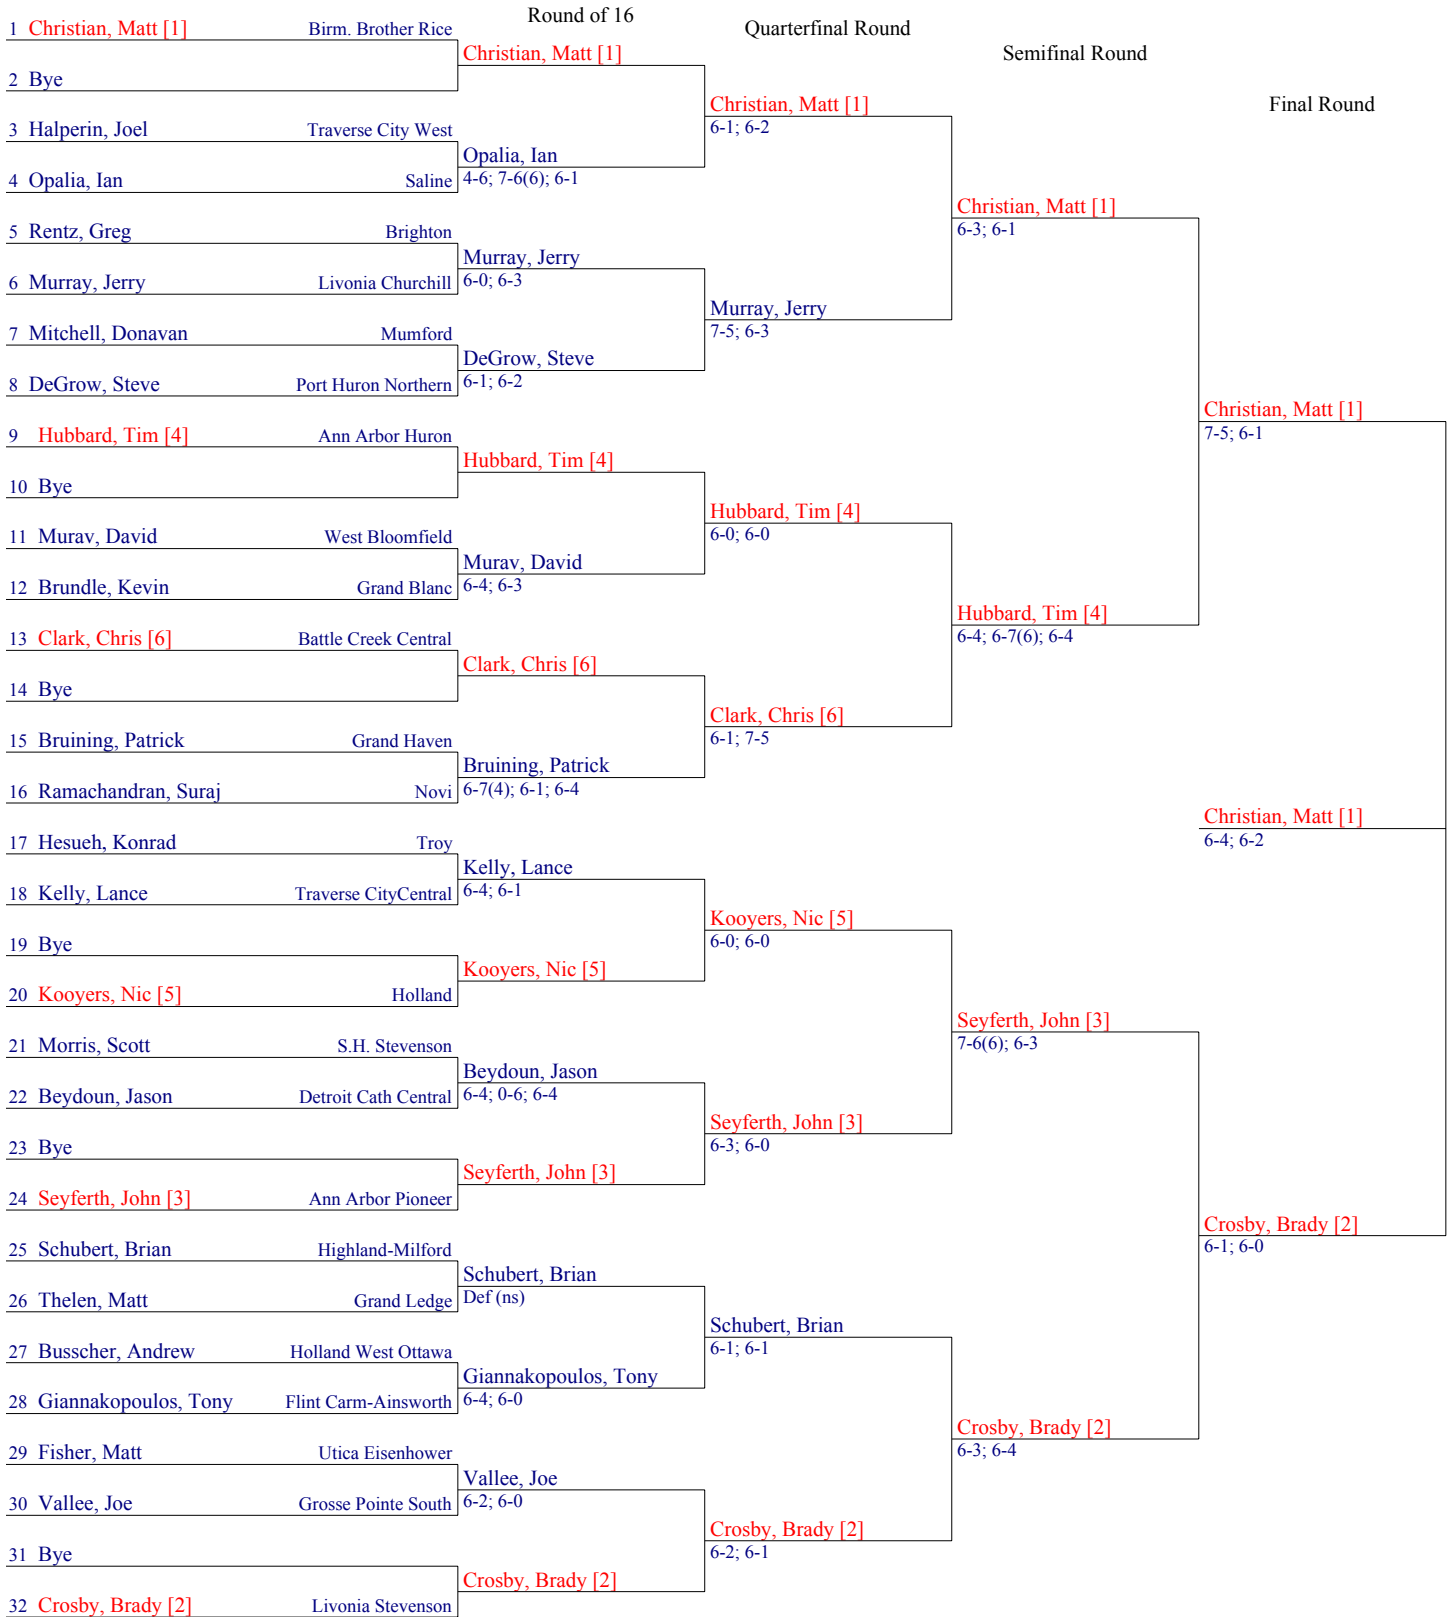 Round of 16
Quarterfinal Round
Semifinal Round
Final Round
1 Christian, Matt [1] Birm. Brother Rice
2 Bye
3 Halperin, Joel Traverse City West
4 Opalia, Ian Saline
5 Rentz, Greg Brighton
6 Murray, Jerry Livonia Churchill
7 Mitchell, Donavan Mumford
8 DeGrow, Steve Port Huron Northern
9 Hubbard, Tim [4] Ann Arbor Huron
10 Bye
11 Murav, David West Bloomfield
12 Brundle, Kevin Grand Blanc
13 Clark, Chris [6] Battle Creek Central
14 Bye
15 Bruining, Patrick Grand Haven
16 Ramachandran, Suraj Novi
17 Hesueh, Konrad Troy
18 Kelly, Lance Traverse CityCentral
19 Bye
20 Kooyers, Nic [5] Holland
21 Morris, Scott S.H. Stevenson
22 Beydoun, Jason Detroit Cath Central
23 Bye
24 Seyferth, John [3] Ann Arbor Pioneer
25 Schubert, Brian Highland-Milford
26 Thelen, Matt Grand Ledge
27 Busscher, Andrew Holland West Ottawa
28 Giannakopoulos, Tony Flint Carm-Ainsworth
29 Fisher, Matt Utica Eisenhower
30 Vallee, Joe Grosse Pointe South
31 Bye
32 Crosby, Brady [2] Livonia Stevenson
Christian, Matt [1]
Opalia, Ian
4-6; 7-6(6); 6-1
Murray, Jerry
6-0; 6-3
DeGrow, Steve
6-1; 6-2
Hubbard, Tim [4]
Murav, David
6-4; 6-3
Clark, Chris [6]
Bruining, Patrick
6-7(4); 6-1; 6-4
Kelly, Lance
6-4; 6-1
Kooyers, Nic [5]
Beydoun, Jason
6-4; 0-6; 6-4
Seyferth, John [3]
Schubert, Brian
Def (ns)
Giannakopoulos, Tony
6-4; 6-0
Vallee, Joe
6-2; 6-0
Crosby, Brady [2]
Christian, Matt [1]
6-1; 6-2
Murray, Jerry
7-5; 6-3
Hubbard, Tim [4]
6-0; 6-0
Clark, Chris [6]
6-1; 7-5
Kooyers, Nic [5]
6-0; 6-0
Seyferth, John [3]
6-3; 6-0
Schubert, Brian
6-1; 6-1
Crosby, Brady [2]
6-2; 6-1
Christian, Matt [1]
6-3; 6-1
Hubbard, Tim [4]
6-4; 6-7(6); 6-4
Seyferth, John [3]
7-6(6); 6-3
Crosby, Brady [2]
6-3; 6-4
Christian, Matt [1]
7-5; 6-1
Christian, Matt [1]
6-4; 6-2
Crosby, Brady [2]
6-1; 6-0